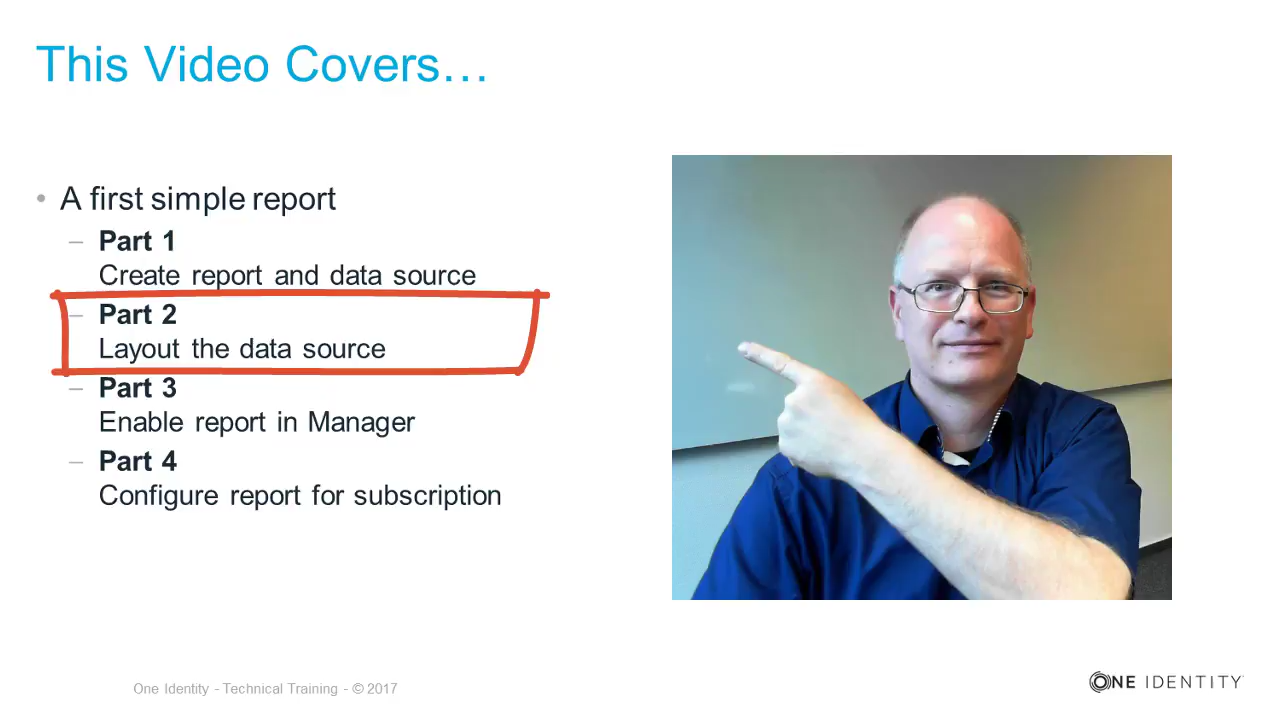 This Video Covers…
• A first simple report
– Part 1
Create report and data source
– Part 2
Layout the data source
– Part 3
Enable report in Manager
– Part 4
Configure report for subscription
One Identity - Technical Training - © 2017
ONE IDENTITY